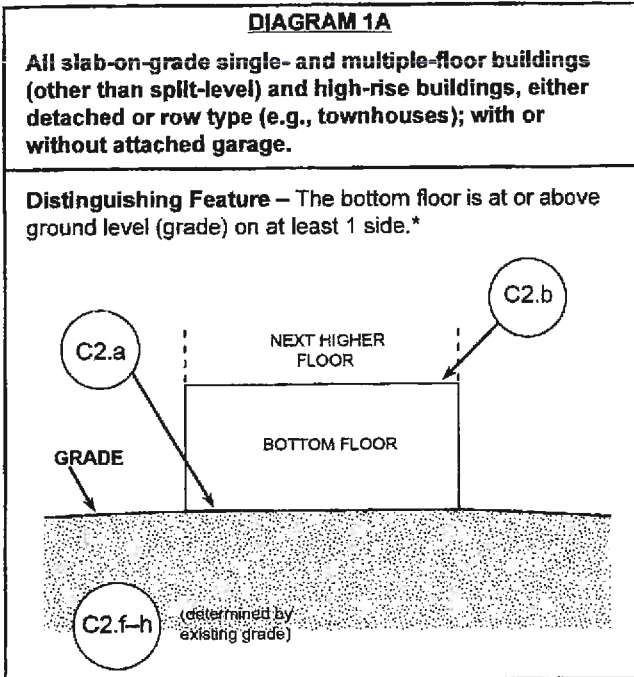 DIAGRAM 1A
All slab-on-grade single- and multiple-floor buildings
(other than split-level) and high-rise buildings, either
detached or row type (e.g., townhouses); with or
without attached garage.
Distinguishing Feature – The bottom floor is at or above
ground level (grade) on at least 1 side.*
C2.b
NEXT HIGHER
FLOOR
C2.a
BOTTOM FLOOR
GRADE
C2.f–h
(determined by
existing grade)